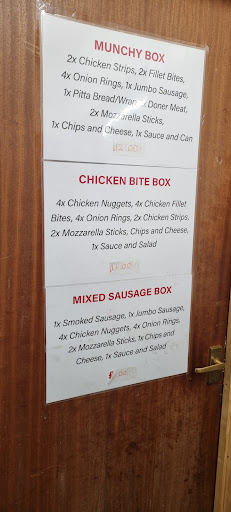 MUNCHY BOX
2x Chicken Strips, 2x Fillet Bites,
4x Onion Rings, 1x Jumbo Sausage,
1x Pitta Bread/Wrap, Doner Meat,
2x Mozzarella Sticks,
1x Chips and Cheese, 1x Sauce and Can
CHICKEN BITE BOX
4x Chicken Nuggets, 4x Chicken Fillet
Bites, 4x Onion Rings, 2x Chicken Strips,
2x Mozzarella Sticks, Chips and Cheese,
1x Sauce and Salad
MIXED SAUSAGE BOX
1x Smoked Sausage, 1x Jumbo Sausage,
4x Chicken Nuggets, 4x Onion Rings,
2x Mozzarella Sticks, 1x Chips and
Cheese, 1x Sauce and Salad